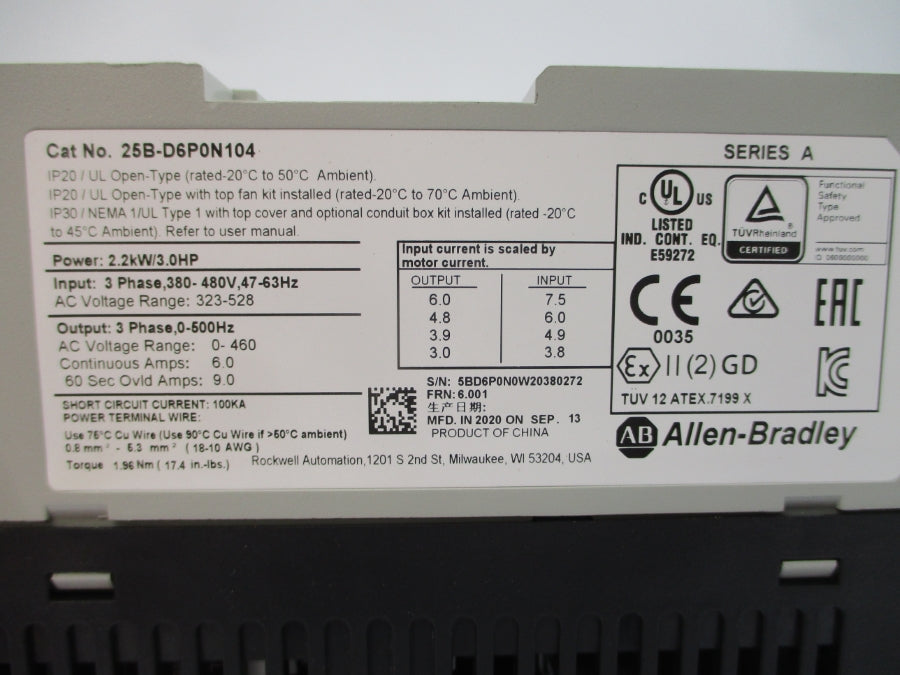 Cat No. 25B-D6P0N104
SERIES A
IP20 / UL Open-Type (rated-20°C to 50°C Ambient).
IP20 / UL Open-Type with top fan kit installed (rated-20°C to 70°C Ambient).
IP30 / NEMA 1/UL Type 1 with top cover and optional conduit box kit installed (rated -20°C
to 45°C Ambient). Refer to user manual.
Power: 2.2kW/3.0HP
Input: 3 Phase,380- 480V,47-63Hz
AC Voltage Range: 323-528
Output: 3 Phase,0-500Hz
AC Voltage Range: 0- 460
Continuous Amps: 6.0
60 Sec Ovld Amps: 9.0
SHORT CIRCUIT CURRENT: 100KA
POWER TERMINAL WIRE:
Use 75°C Cu Wire (Use 90°C Cu Wire if >50°C ambient)
0.8 mm² - 5.3 mm² ( 18-10 AWG )
Torque 1.96 Nm ( 17.4 in.-lbs.)
Input current is scaled by
motor current.
OUTPUT INPUT
6.0 7.5
4.8 6.0
3.9 4.9
3.0 3.8
S/N: 5BD6P0N0W20380272
FRN: 6.001
生产日期:
MFD. IN 2020 ON SEP. 13
PRODUCT OF CHINA
Rockwell Automation,1201 S 2nd St, Milwaukee, WI 53204, USA
C UL US
LISTED
IND. CONT. EQ.
E59272
TÜVRheinland
CERTIFIED
Functional
Safety
Type
Approved
www.tuv.com
ID 0600000000
CE
0035
EAC
Ex II (2) GD
TUV 12 ATEX.7199 X
AB Allen-Bradley